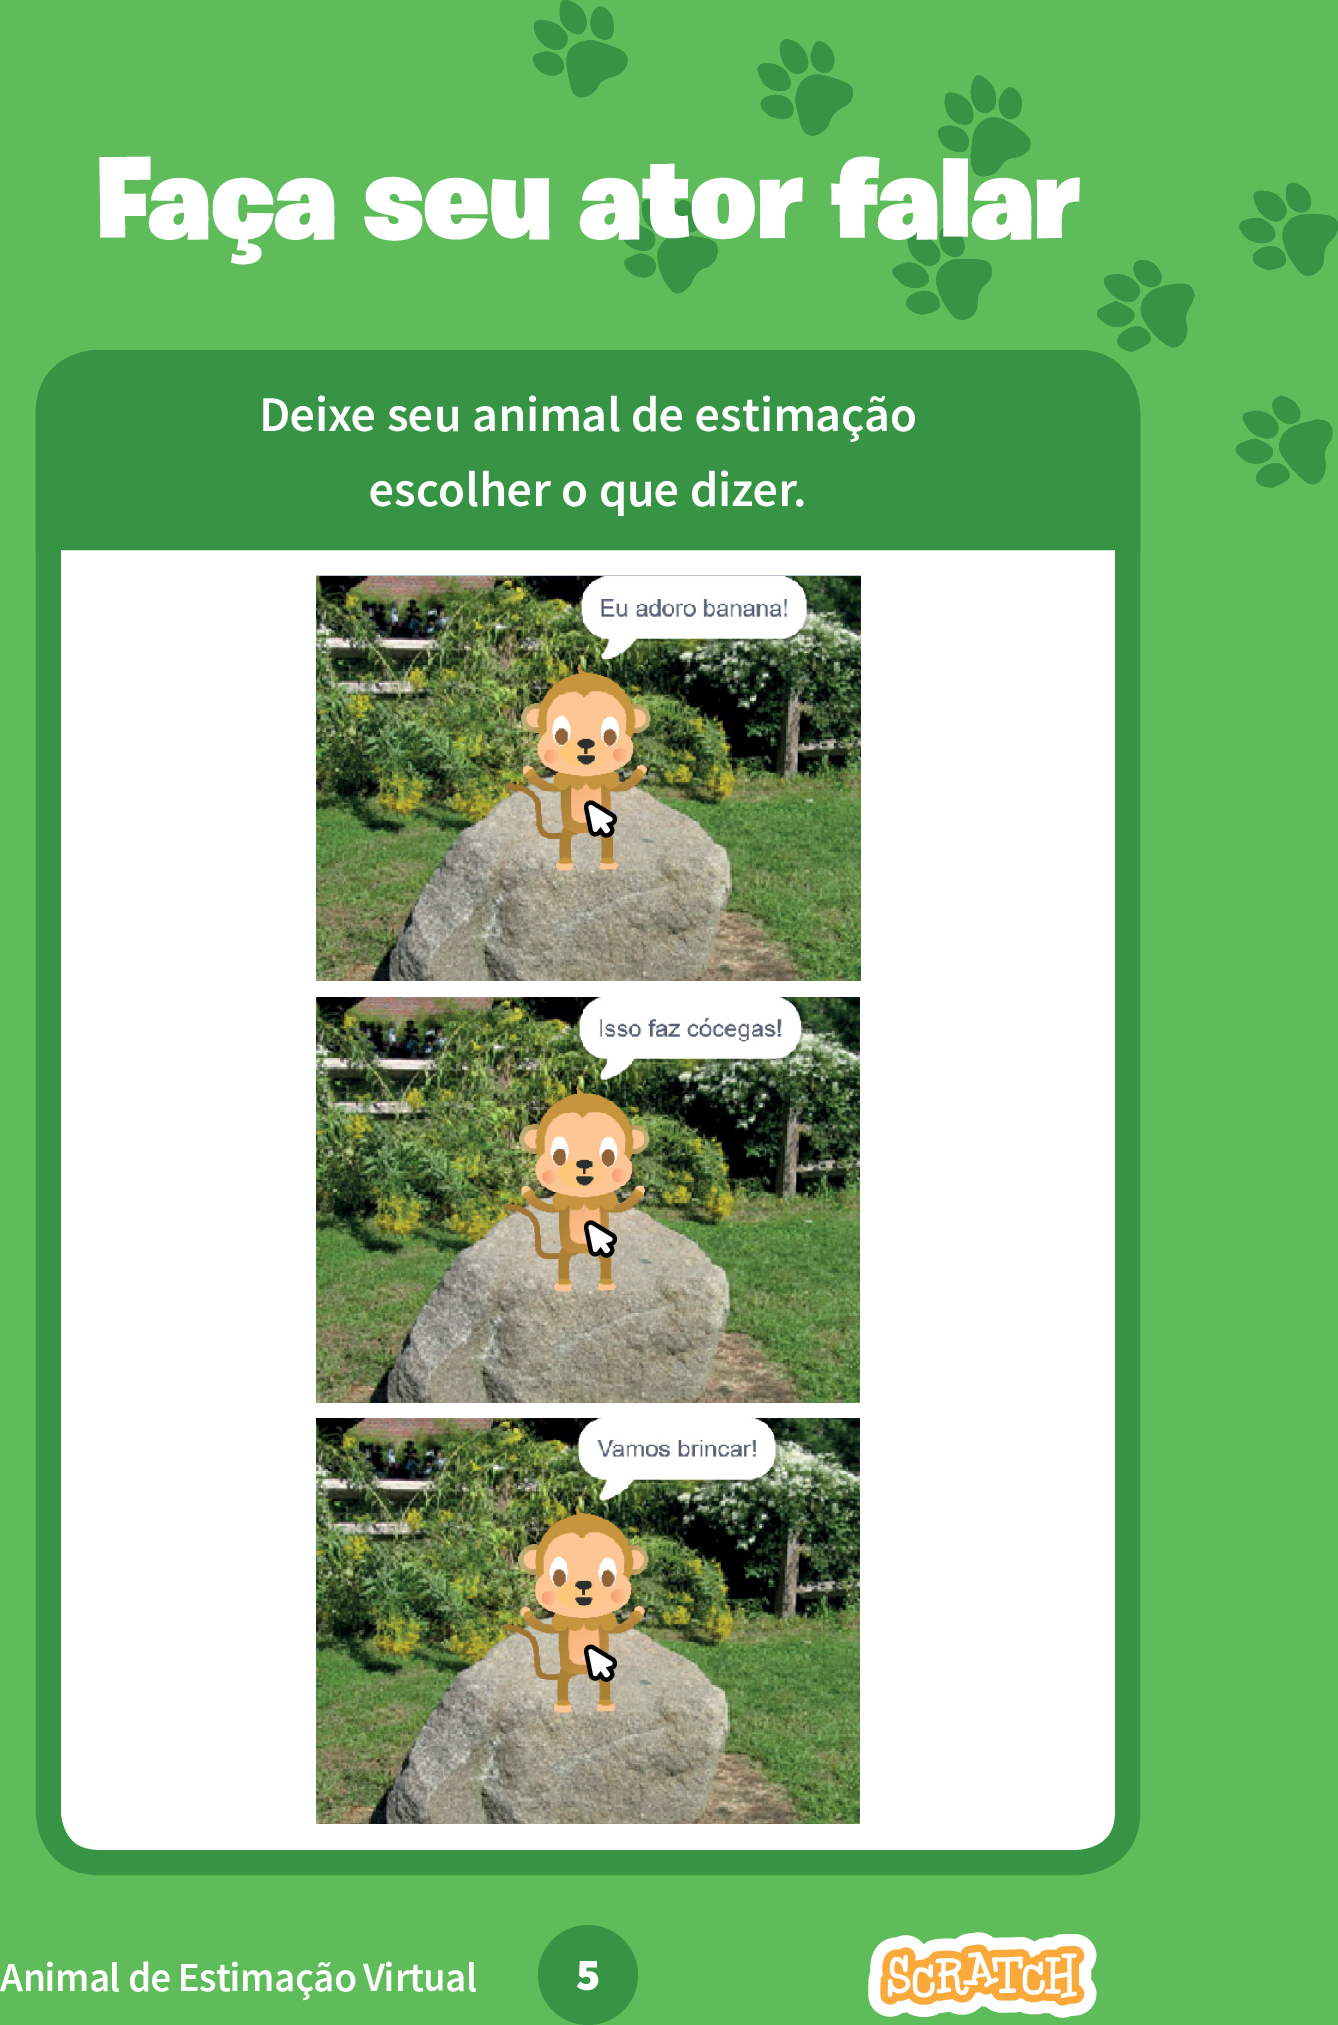 Faça seu ator falar
Deixe seu animal de estimação
escolher o que dizer.
Eu adoro banana!
Isso faz cócegas!
Vamos brincar!
Animal de Estimação Virtual
5
SCRATCH